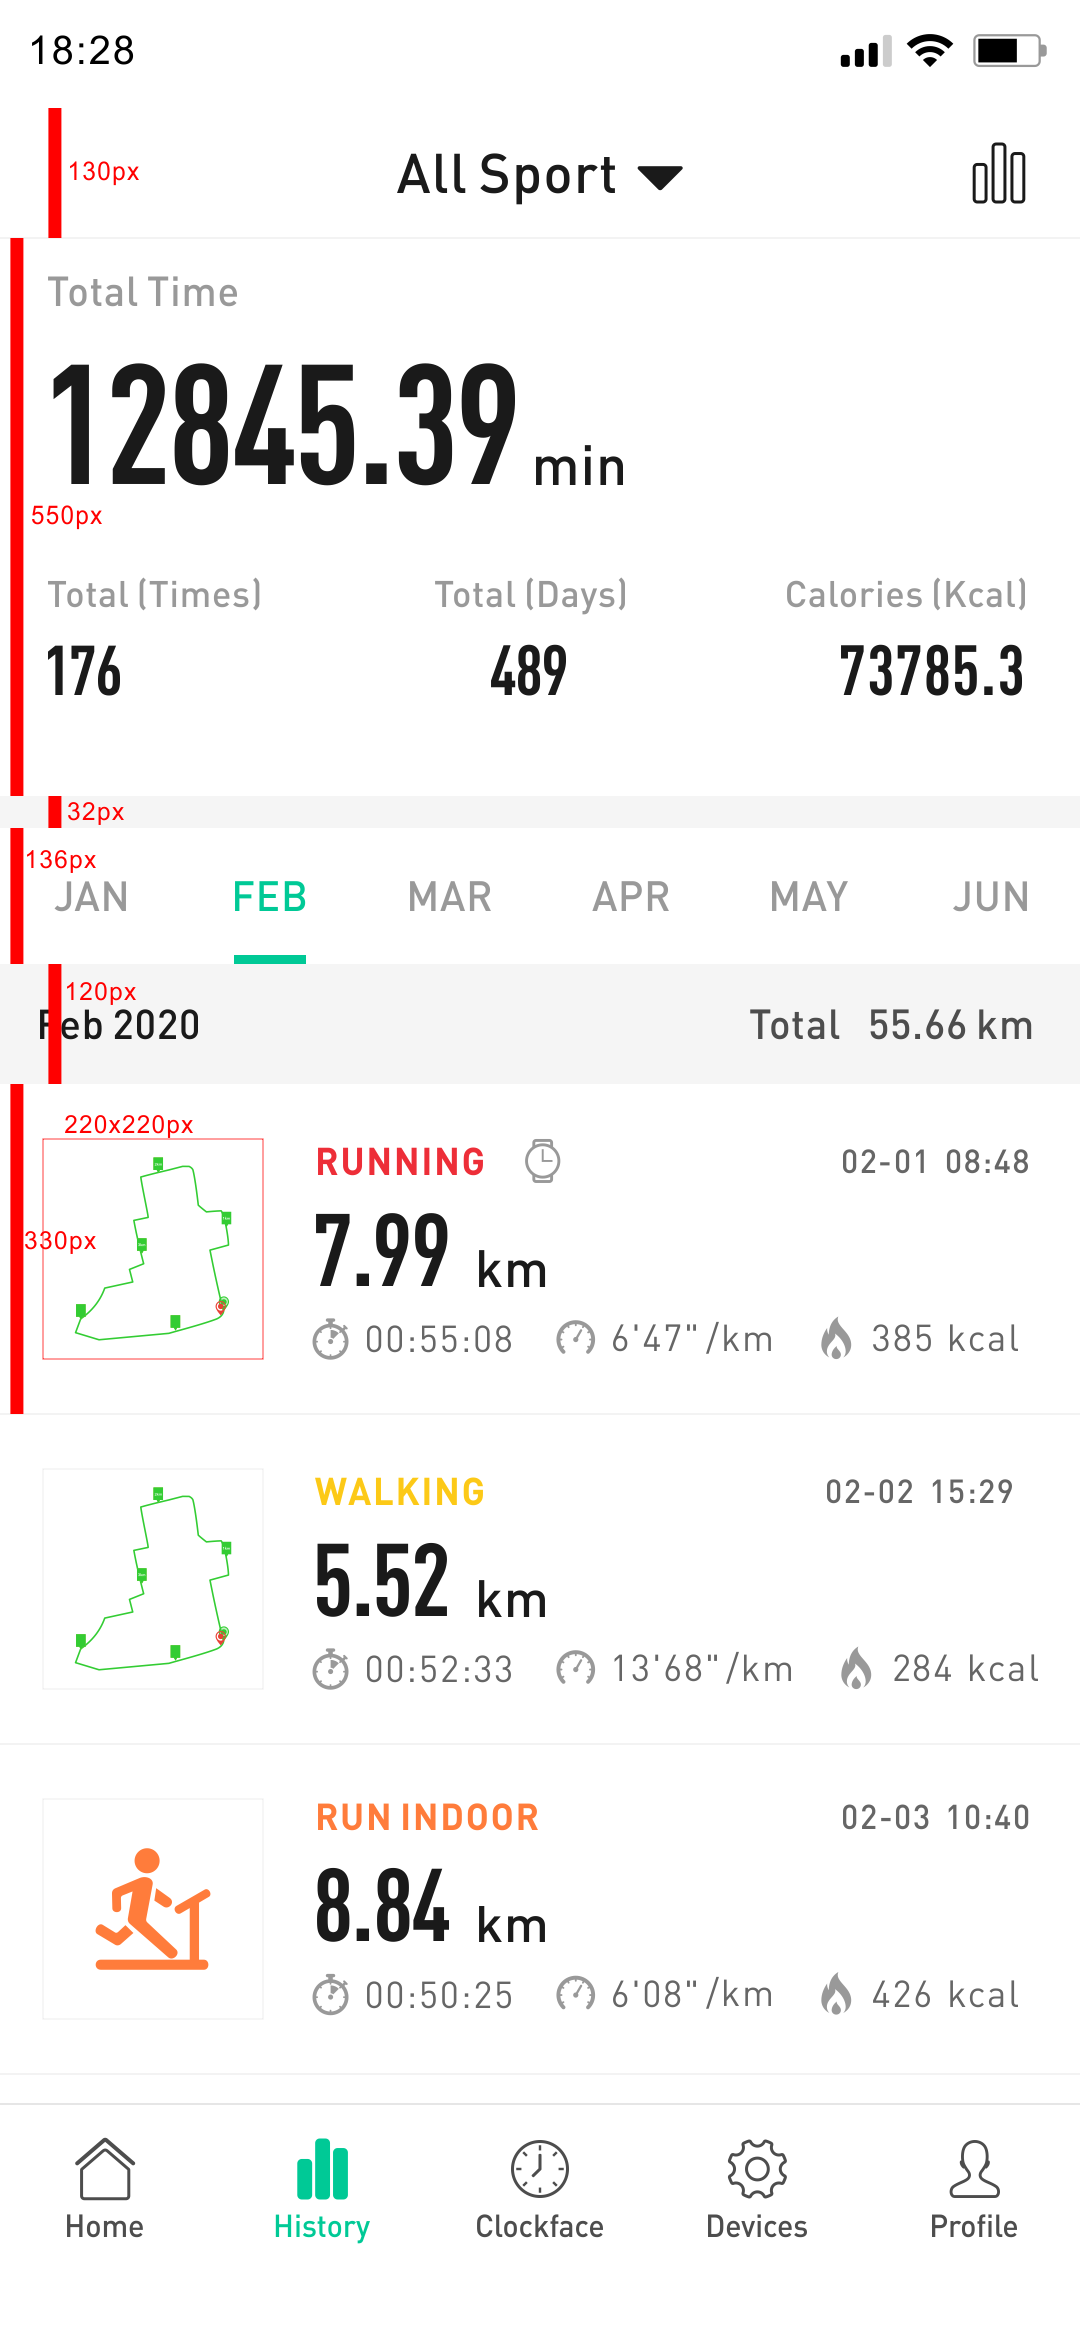 18:28
130px
All Sport
Total Time
12845.39 min
550px
Total (Times) Total (Days) Calories (Kcal)
176 489 73785.3
32px
136px
JAN FEB MAR APR MAY JUN
120px
Feb 2020 Total 55.66 km
220x220px
RUNNING 02-01 08:48
330px
7.99 km
00:55:08 6'47"/km 385 kcal
WALKING 02-02 15:29
5.52 km
00:52:33 13'68"/km 284 kcal
RUN INDOOR 02-03 10:40
8.84 km
00:50:25 6'08"/km 426 kcal
Home History Clockface Devices Profile